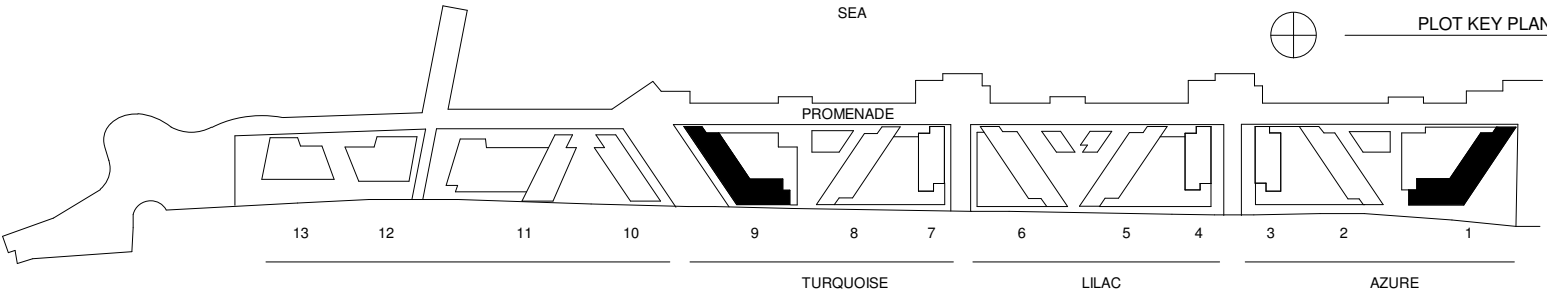 SEA
PLOT KEY PLAN
PROMENADE
13 12 11 10 9 8 7 6 5 4 3 2 1
TURQUOISE LILAC AZURE